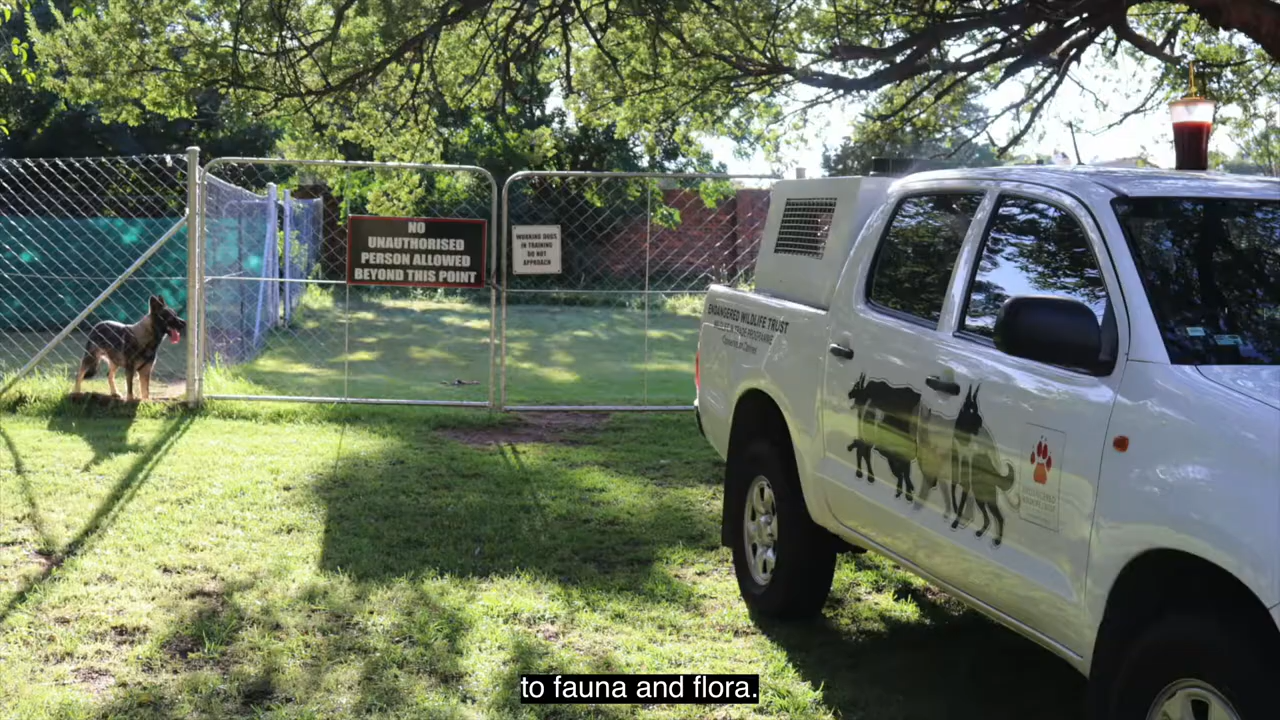 NO
UNAUTHORISED
PERSON ALLOWED
BEYOND THIS POINT
WORKING DOGS
IN TRAINING
DO NOT
APPROACH
ENDANGERED WILDLIFE TRUST
to fauna and flora.